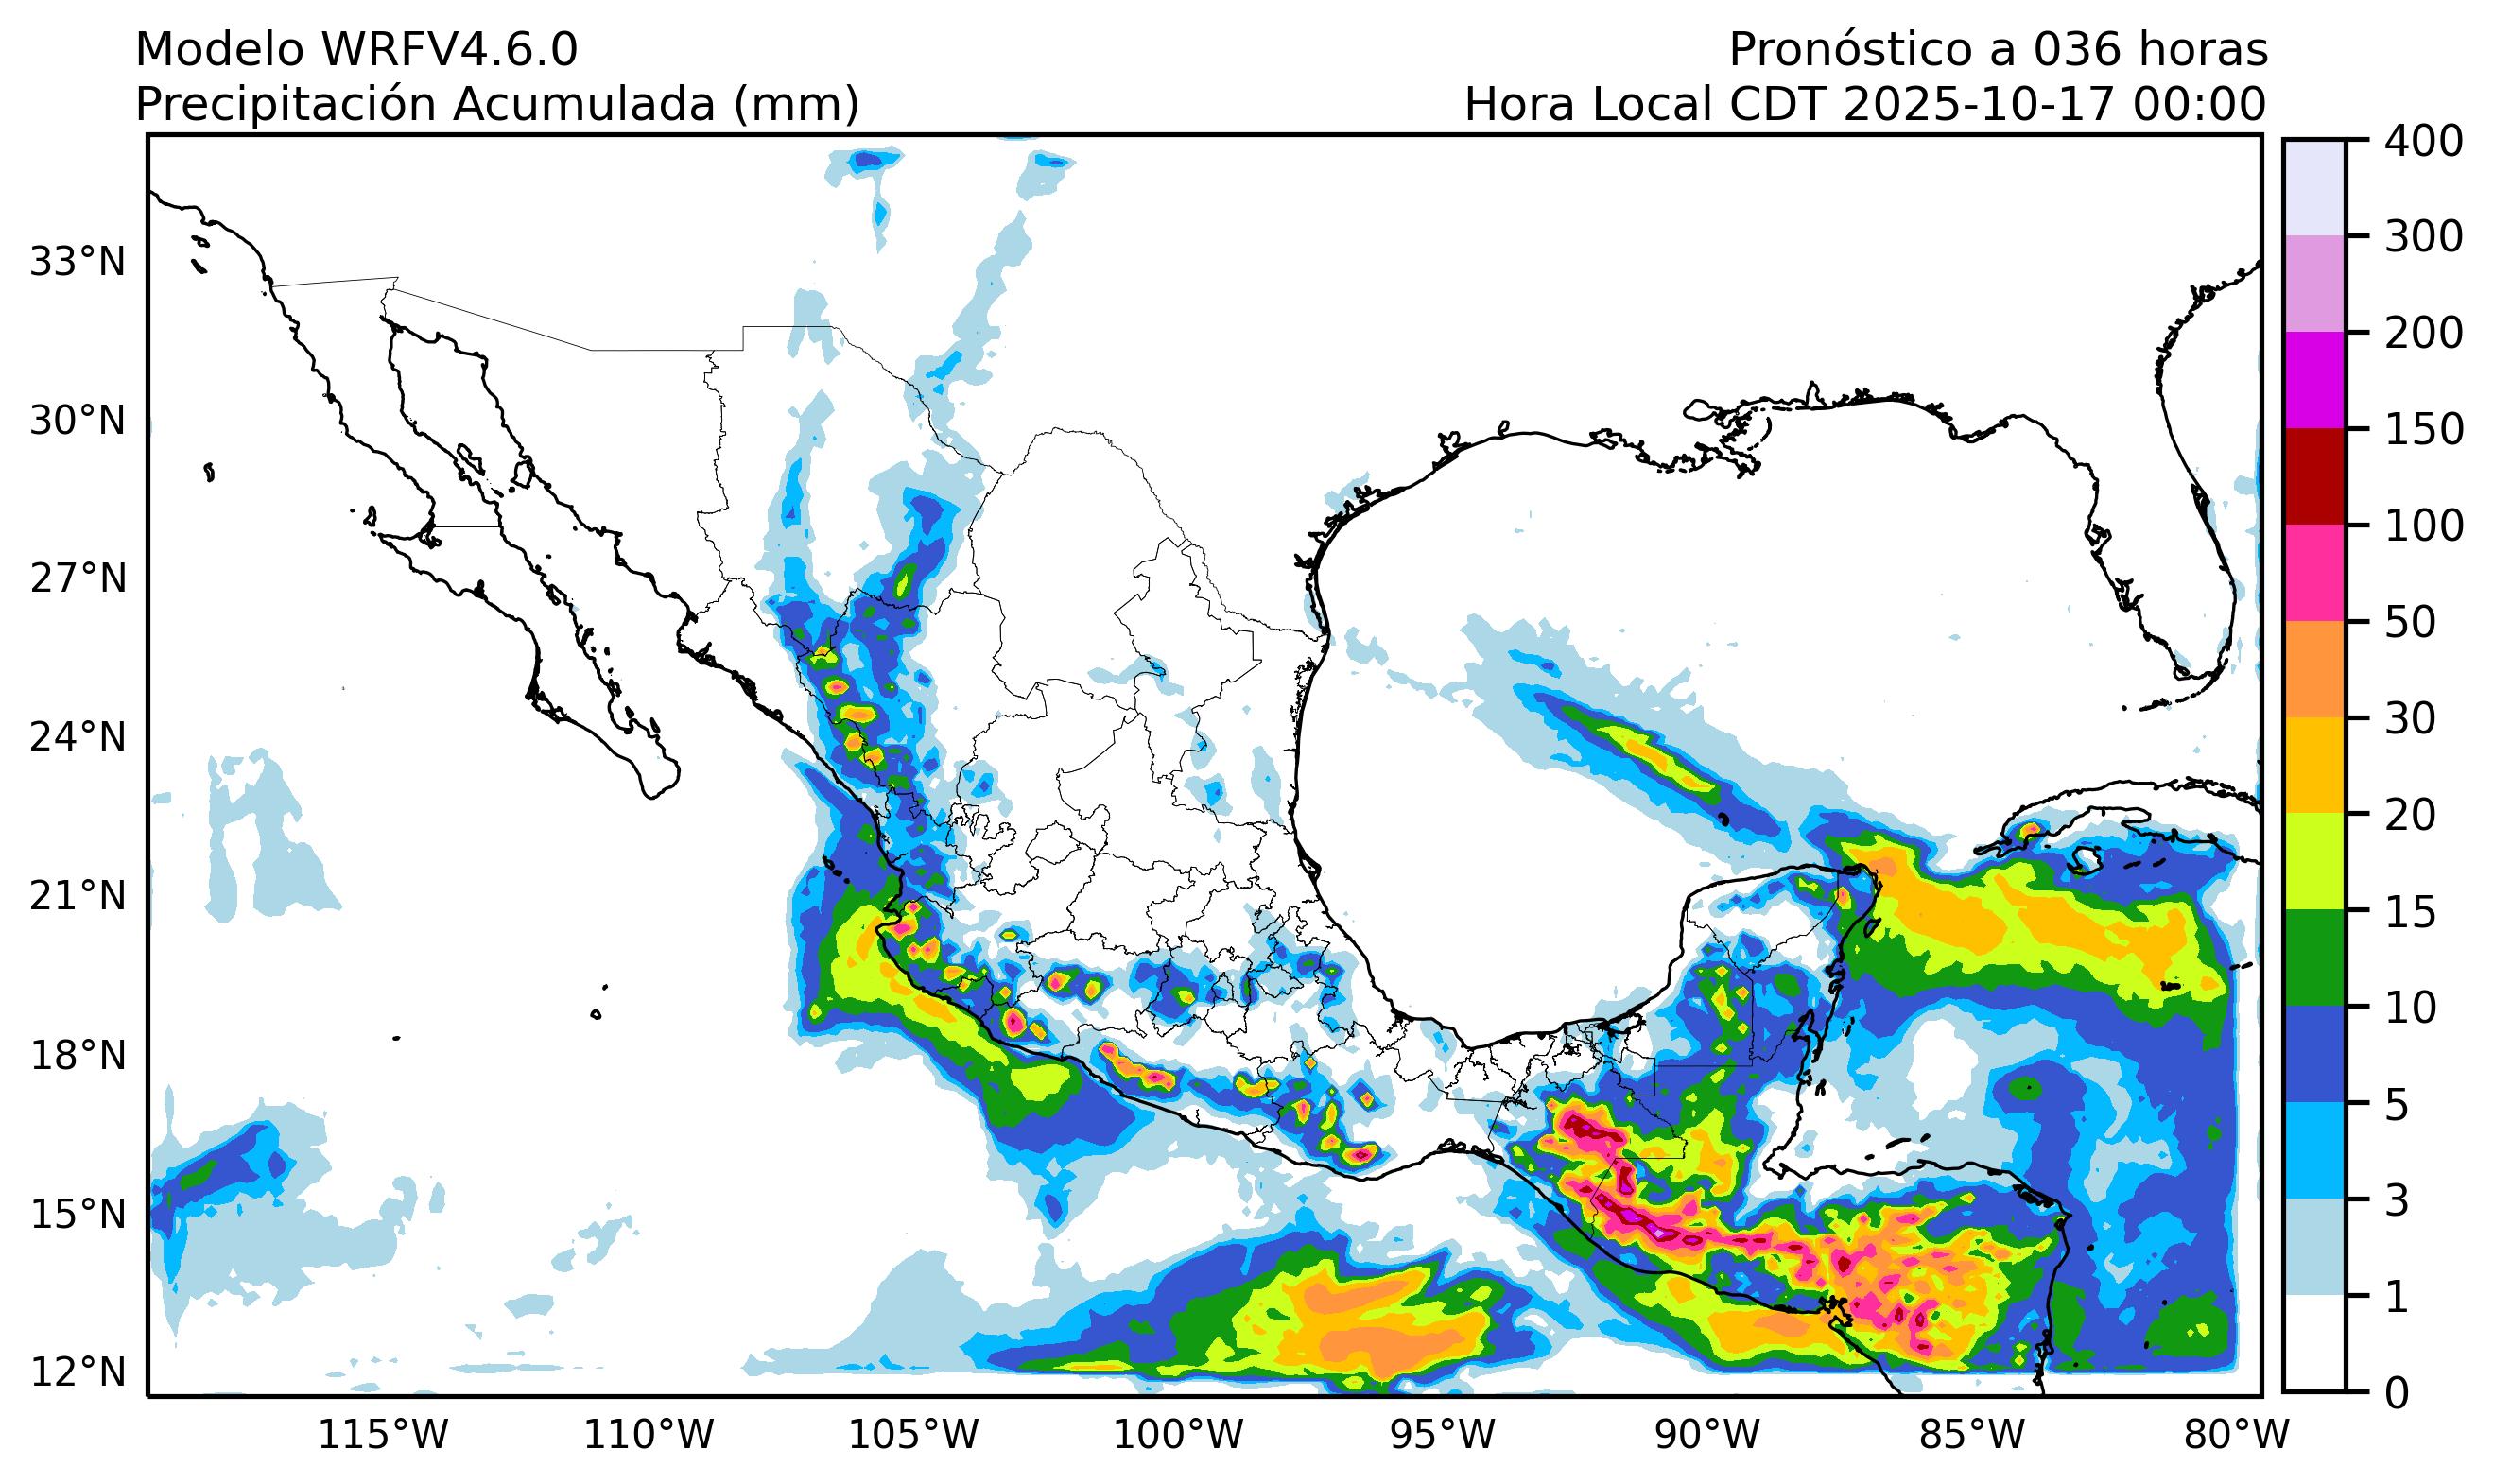 Modelo WRFV4.6.0
Pronóstico a 036 horas
Precipitación Acumulada (mm)
Hora Local CDT 2025-10-17 00:00
33°N
30°N
27°N
24°N
21°N
18°N
15°N
12°N
115°W
110°W
105°W
100°W
95°W
90°W
85°W
80°W
400
300
200
150
100
50
30
20
15
10
5
3
1
0